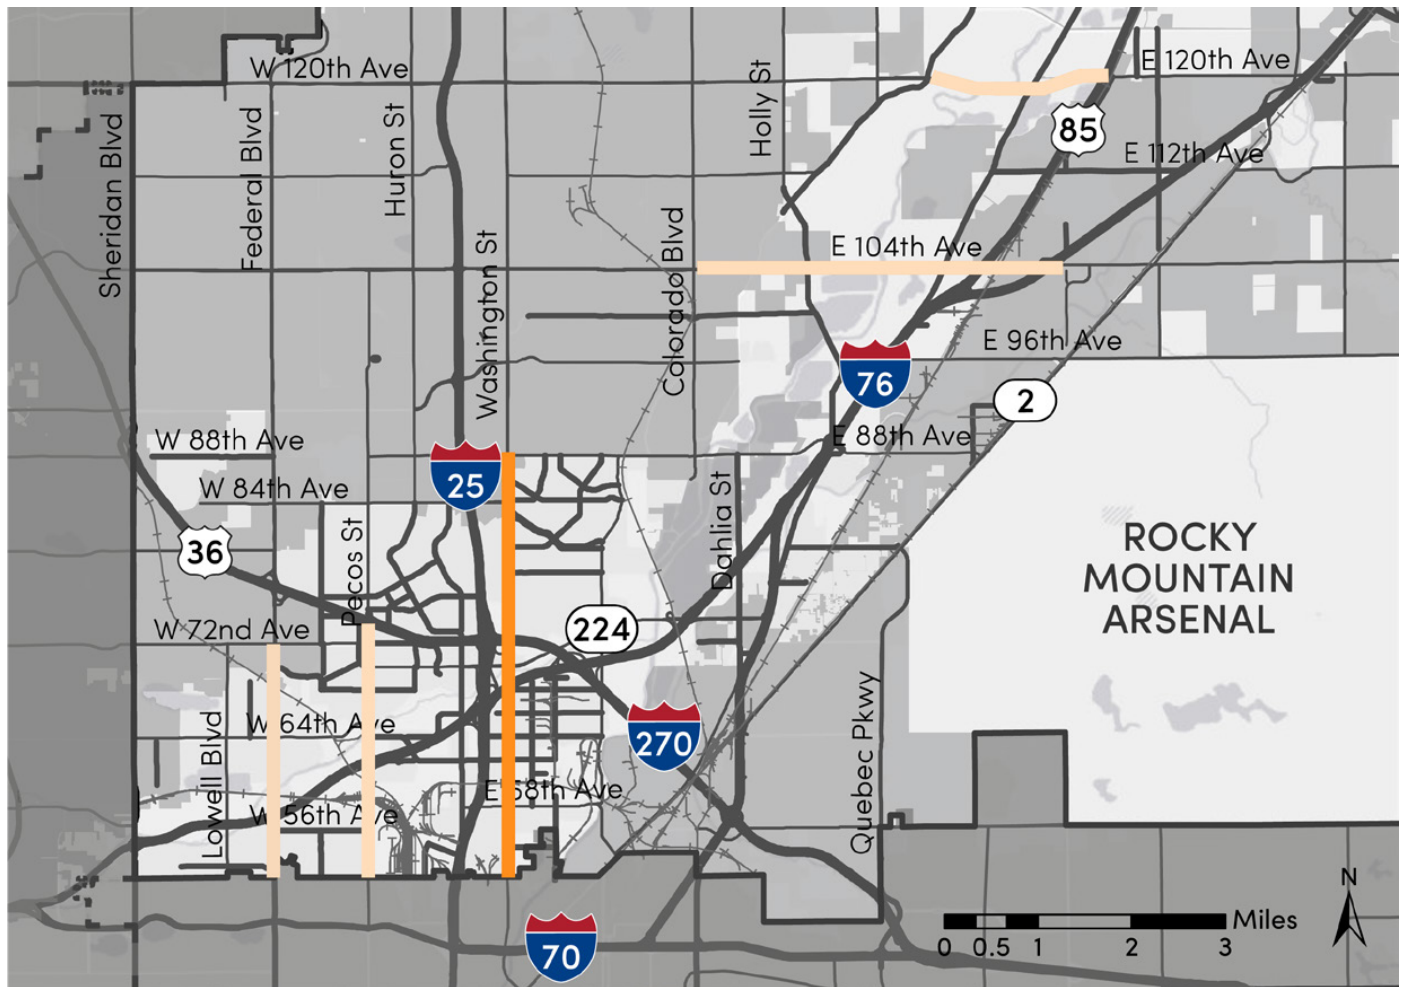 W 120th Ave
E 120th Ave
Holly St
Sheridan Blvd
Federal Blvd
Huron St
85
E 112th Ave
Washington St
Colorado Blvd
E 104th Ave
E 96th Ave
76
2
W 88th Ave
E 88th Ave
25
W 84th Ave
Dahlia St
36
Pecos St
ROCKY
MOUNTAIN
ARSENAL
224
W 72nd Ave
Lowell Blvd
W 64th Ave
270
Quebec Pkwy
E 58th Ave
W 56th Ave
N
Miles
0 0.5 1 2 3
70